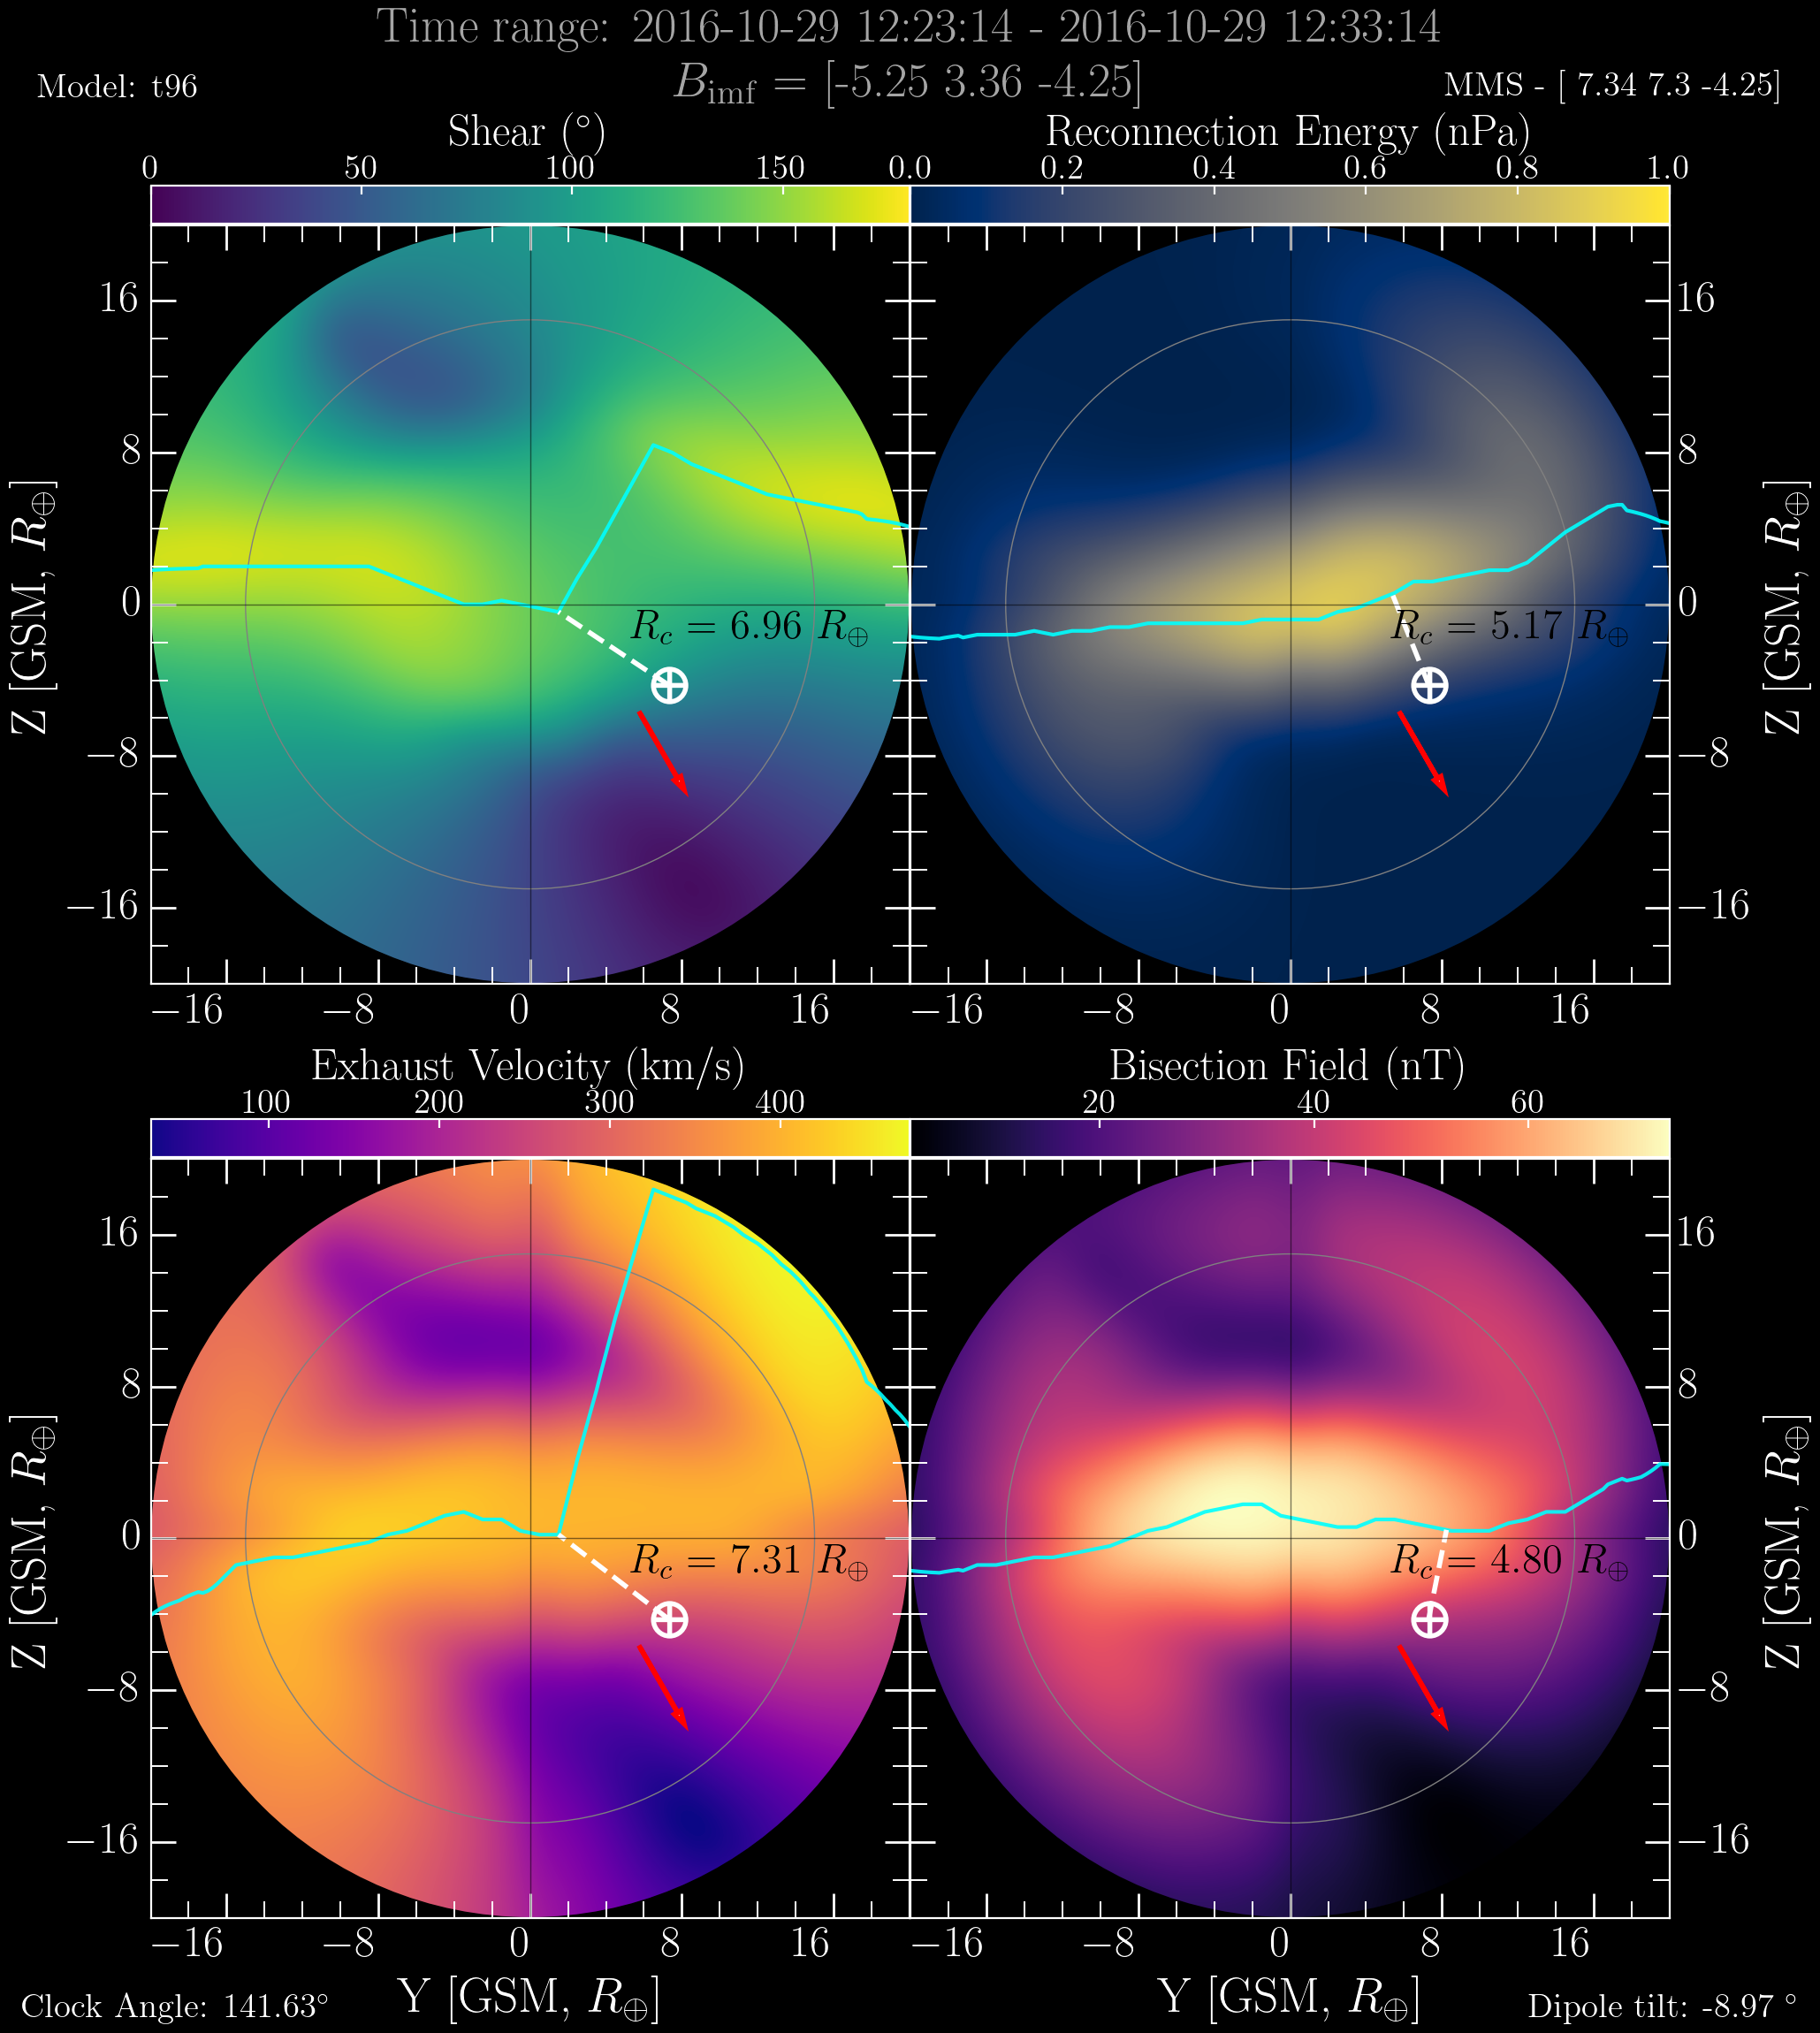 Time range: 2016-10-29 12:23:14 - 2016-10-29 12:33:14
Model: t96
B_imf = [-5.25 3.36 -4.25]
MMS - [ 7.34 7.3 -4.25]
Shear (°)
Reconnection Energy (nPa)
0 50 100 150
0.0 0.2 0.4 0.6 0.8 1.0
16
8
0
−8
−16
Z [GSM, R⊕]
R_c = 6.96 R⊕
R_c = 5.17 R⊕
16
8
0
−8
−16
Z [GSM, R⊕]
−16 −8 0 8 16
−16 −8 0 8 16
Exhaust Velocity (km/s)
Bisection Field (nT)
100 200 300 400
20 40 60
16
8
0
−8
−16
Z [GSM, R⊕]
R_c = 7.31 R⊕
R_c = 4.80 R⊕
16
8
0
−8
−16
Z [GSM, R⊕]
−16 −8 0 8 16
−16 −8 0 8 16
Y [GSM, R⊕]
Y [GSM, R⊕]
Clock Angle: 141.63°
Dipole tilt: -8.97 °